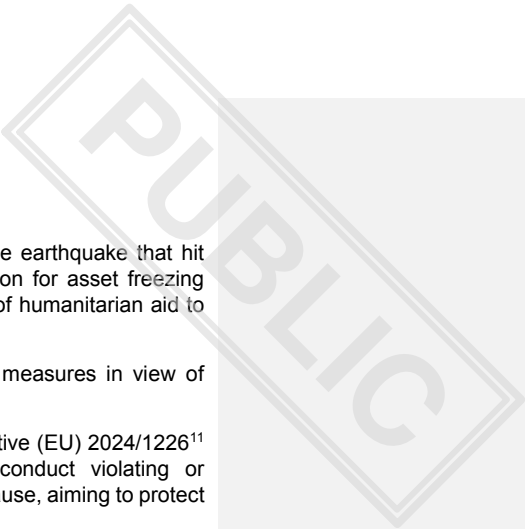 PUBLIC
e earthquake that hit
on for asset freezing
of humanitarian aid to
measures in view of
tive (EU) 2024/1226¹¹
conduct violating or
ause, aiming to protect